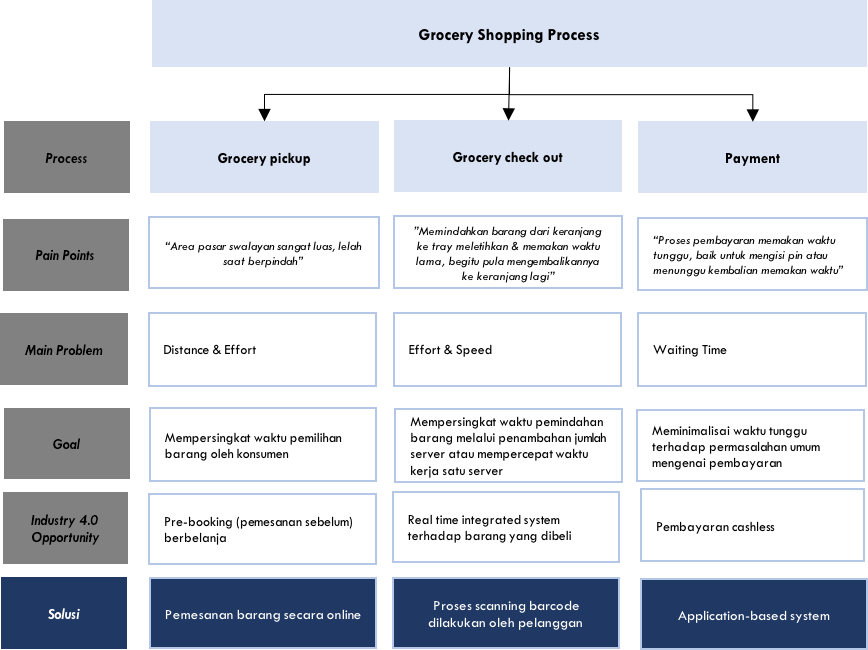 Grocery Shopping Process
Process
Grocery pickup
Grocery check out
Payment
Pain Points
“Area pasar swalayan sangat luas, lelah
saat berpindah”
”Memindahkan barang dari keranjang
ke tray meletihkan & memakan waktu
lama, begitu pula mengembalikannya
ke keranjang lagi”
“Proses pembayaran memakan waktu
tunggu, baik untuk mengisi pin atau
menunggu kembalian memakan waktu”
Main Problem
Distance & Effort
Effort & Speed
Waiting Time
Goal
Mempersingkat waktu pemilihan
barang oleh konsumen
Mempersingkat waktu pemindahan
barang melalui penambahan jumlah
server atau mempercepat waktu
kerja satu server
Meminimalisai waktu tunggu
terhadap permasalahan umum
mengenai pembayaran
Industry 4.0
Opportunity
Pre-booking (pemesanan sebelum)
berbelanja
Real time integrated system
terhadap barang yang dibeli
Pembayaran cashless
Solusi
Pemesanan barang secara online
Proses scanning barcode
dilakukan oleh pelanggan
Application-based system